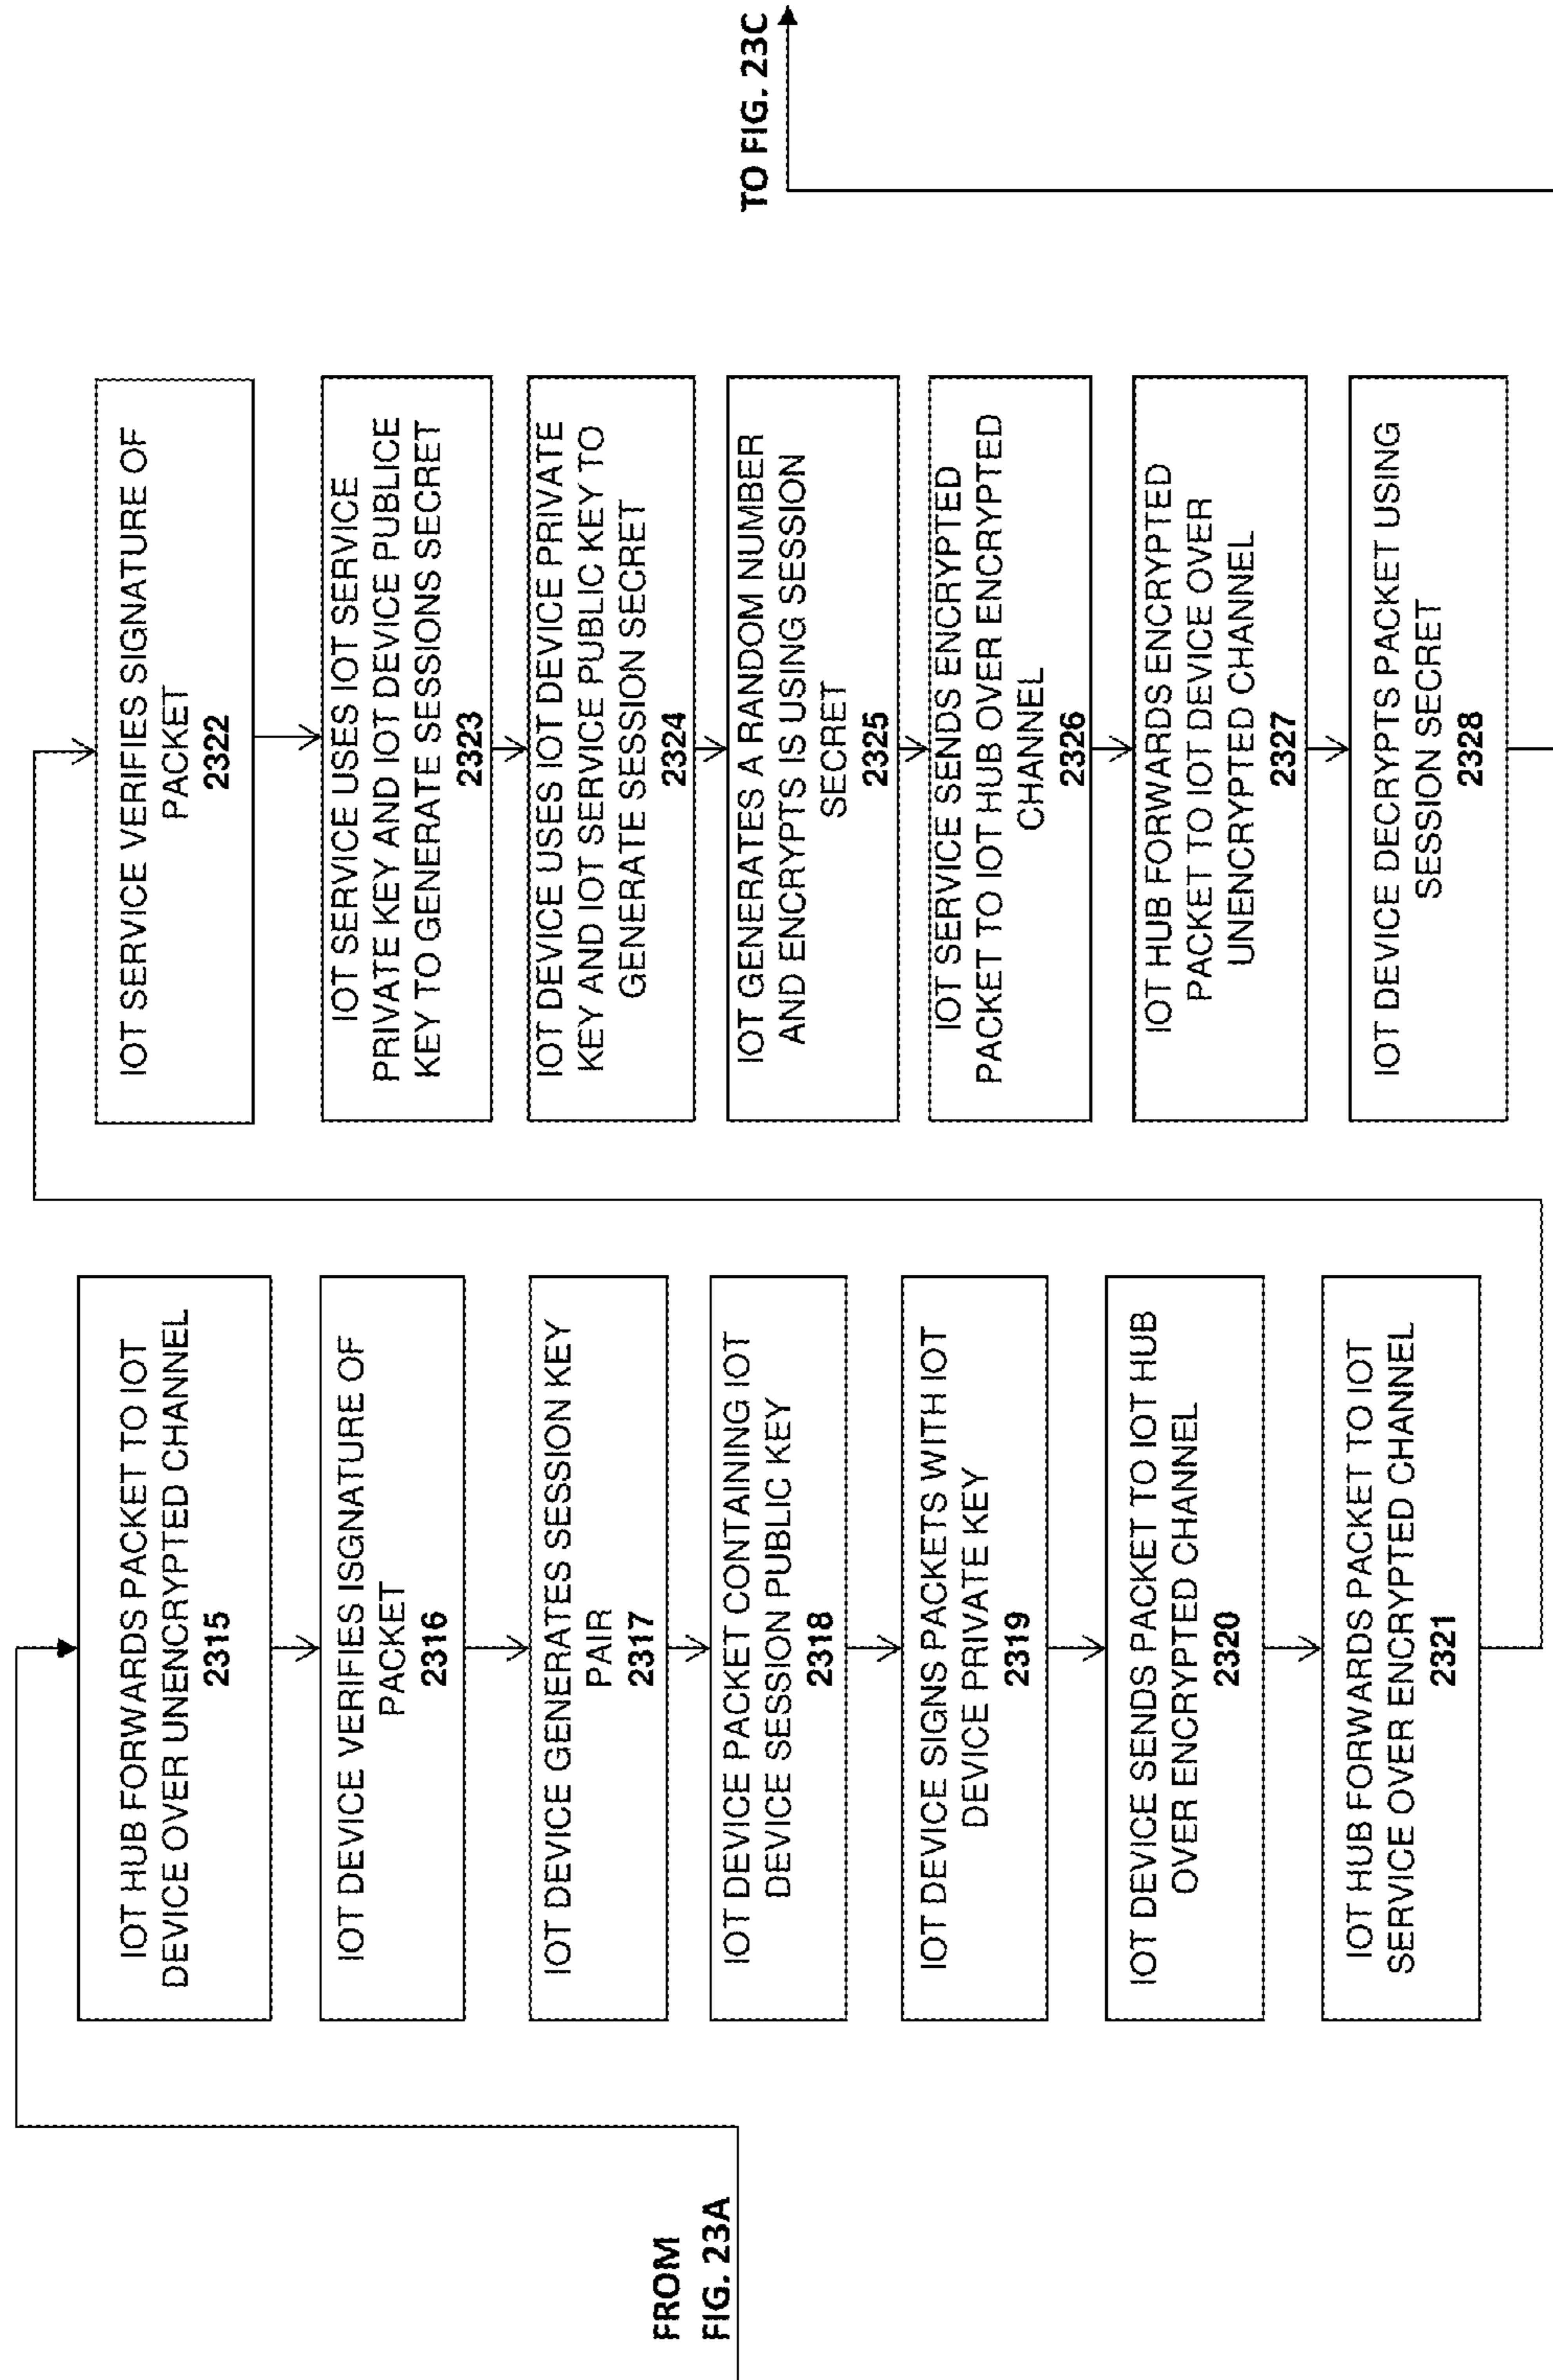 FROM
FIG. 23A
IOT HUB FORWARDS PACKET TO IOT
DEVICE OVER UNENCRYPTED CHANNEL
2315
IOT DEVICE VERIFIES ISGNATURE OF
PACKET
2316
IOT DEVICE GENERATES SESSION KEY
PAIR
2317
IOT DEVICE PACKET CONTAINING IOT
DEVICE SESSION PUBLIC KEY
2318
IOT DEVICE SIGNS PACKETS WITH IOT
DEVICE PRIVATE KEY
2319
IOT DEVICE SENDS PACKET TO IOT HUB
OVER ENCRYPTED CHANNEL
2320
IOT HUB FORWARDS PACKET TO IOT
SERVICE OVER ENCRYPTED CHANNEL
2321
IOT SERVICE VERIFIES SIGNATURE OF
PACKET
2322
IOT SERVICE USES IOT SERVICE
PRIVATE KEY AND IOT DEVICE PUBLICE
KEY TO GENERATE SESSIONS SECRET
2323
IOT DEVICE USES IOT DEVICE PRIVATE
KEY AND IOT SERVICE PUBLIC KEY TO
GENERATE SESSION SECRET
2324
IOT GENERATES A RANDOM NUMBER
AND ENCRYPTS IS USING SESSION
SECRET
2325
IOT SERVICE SENDS ENCRYPTED
PACKET TO IOT HUB OVER ENCRYPTED
CHANNEL
2326
IOT HUB FORWARDS ENCRYPTED
PACKET TO IOT DEVICE OVER
UNENCRYPTED CHANNEL
2327
IOT DEVICE DECRYPTS PACKET USING
SESSION SECRET
2328
TO FIG. 23C